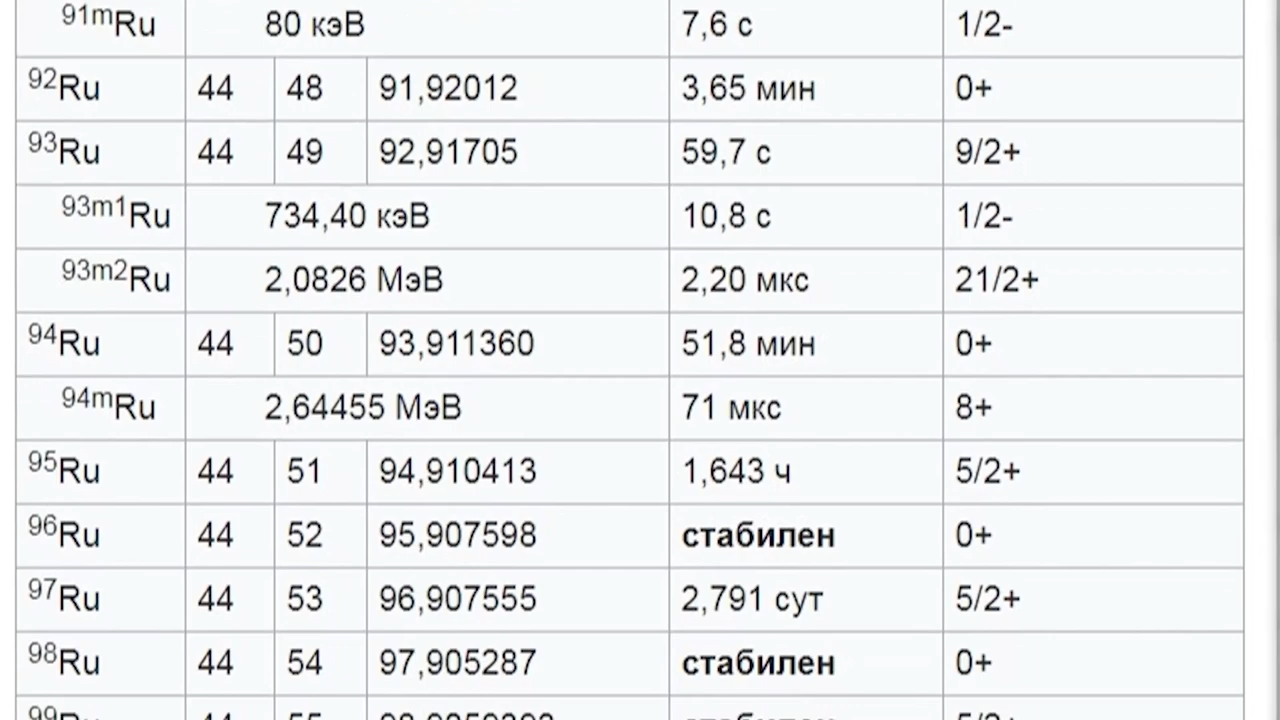 91mRu 80 кэВ 7,6 с 1/2-
92Ru 44 48 91,92012 3,65 мин 0+
93Ru 44 49 92,91705 59,7 с 9/2+
93m1Ru 734,40 кэВ 10,8 с 1/2-
93m2Ru 2,0826 МэВ 2,20 мкс 21/2+
94Ru 44 50 93,911360 51,8 мин 0+
94mRu 2,64455 МэВ 71 мкс 8+
95Ru 44 51 94,910413 1,643 ч 5/2+
96Ru 44 52 95,907598 стабилен 0+
97Ru 44 53 96,907555 2,791 сут 5/2+
98Ru 44 54 97,905287 стабилен 0+
99Ru 44 55